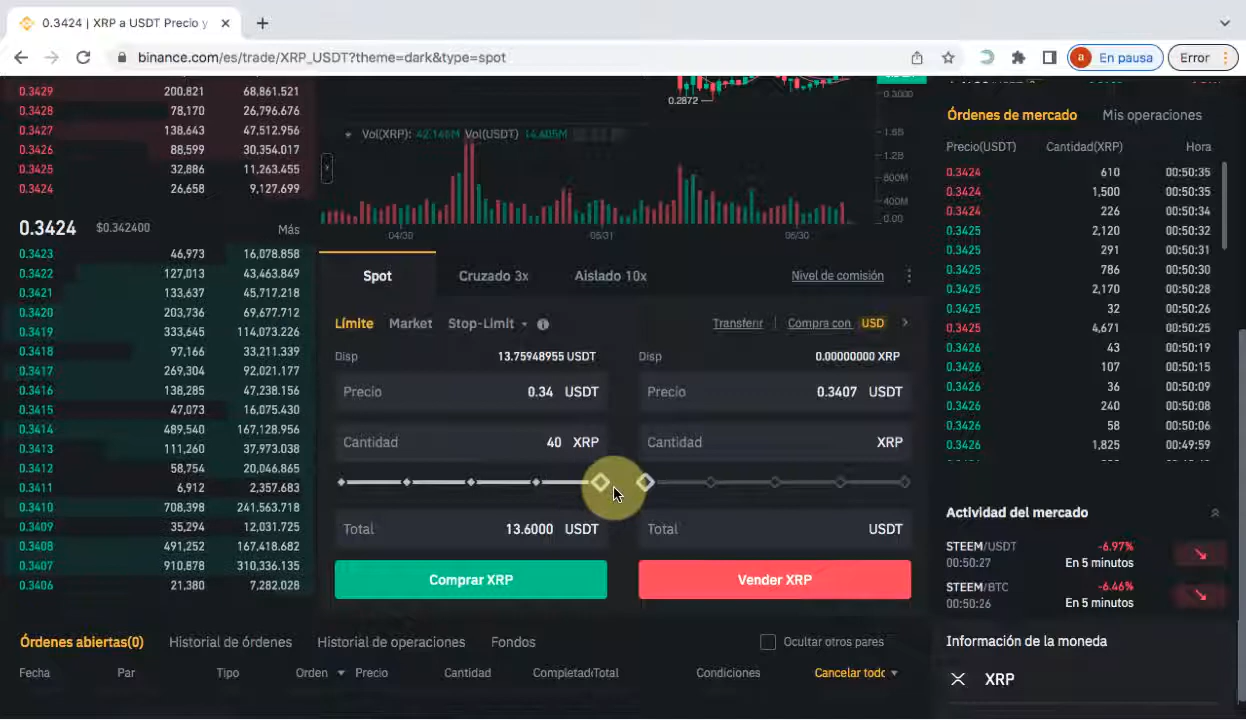 0.3424 | XRP a USDT Precio y
binance.com/es/trade/XRP_USDT?theme=dark&type=spot
a En pausa
Error
0.3429 200,821 68,861.521
0.3428 78,170 26,796.676
0.3427 138,643 47,512.956
0.3426 88,599 30,354.017
0.3425 32,886 11,263.455
0.3424 26,658 9,127.699
0.3424 $0.342400 Más
0.3423 46,973 16,078.858
0.3422 127,013 43,463.849
0.3421 133,637 45,717.218
0.3420 203,736 69,677.712
0.3419 333,645 114,073.226
0.3418 97,166 33,211.339
0.3417 269,304 92,021.177
0.3416 138,285 47,238.156
0.3415 47,073 16,075.430
0.3414 489,540 167,128.956
0.3413 111,260 37,973.038
0.3412 58,754 20,046.865
0.3411 6,912 2,357.683
0.3410 708,398 241,563.718
0.3409 35,294 12,031.725
0.3408 491,252 167,418.682
0.3407 910,878 310,336.135
0.3406 21,380 7,282.028
0.2872
0.3000
Vol(XRP): 42.146M Vol(USDT) 14.605M
1.6B
1.2B
800M
400M
0.00
04/30 05/31 06/30
Spot Cruzado 3x Aislado 10x Nivel de comisión
Límite Market Stop-Limit
Transferir Compra con USD
Disp 13.75948955 USDT
Precio 0.34 USDT
Cantidad 40 XRP
Total 13.6000 USDT
Comprar XRP
Disp 0.00000000 XRP
Precio 0.3407 USDT
Cantidad XRP
Total USDT
Vender XRP
Órdenes de mercado Mis operaciones
Precio(USDT) Cantidad(XRP) Hora
0.3424 610 00:50:35
0.3424 1,500 00:50:35
0.3424 226 00:50:34
0.3425 2,120 00:50:32
0.3425 291 00:50:31
0.3425 786 00:50:30
0.3425 2,170 00:50:28
0.3425 32 00:50:26
0.3425 4,671 00:50:25
0.3426 43 00:50:19
0.3426 107 00:50:15
0.3426 36 00:50:09
0.3426 240 00:50:08
0.3426 58 00:50:06
0.3426 1,825 00:49:59
Actividad del mercado
STEEM/USDT -6.97%
00:50:27 En 5 minutos
STEEM/BTC -6.46%
00:50:26 En 5 minutos
Información de la moneda
XRP
Órdenes abiertas(0) Historial de órdenes Historial de operaciones Fondos Ocultar otros pares
Fecha Par Tipo Orden Precio Cantidad Completad Total Condiciones Cancelar todo